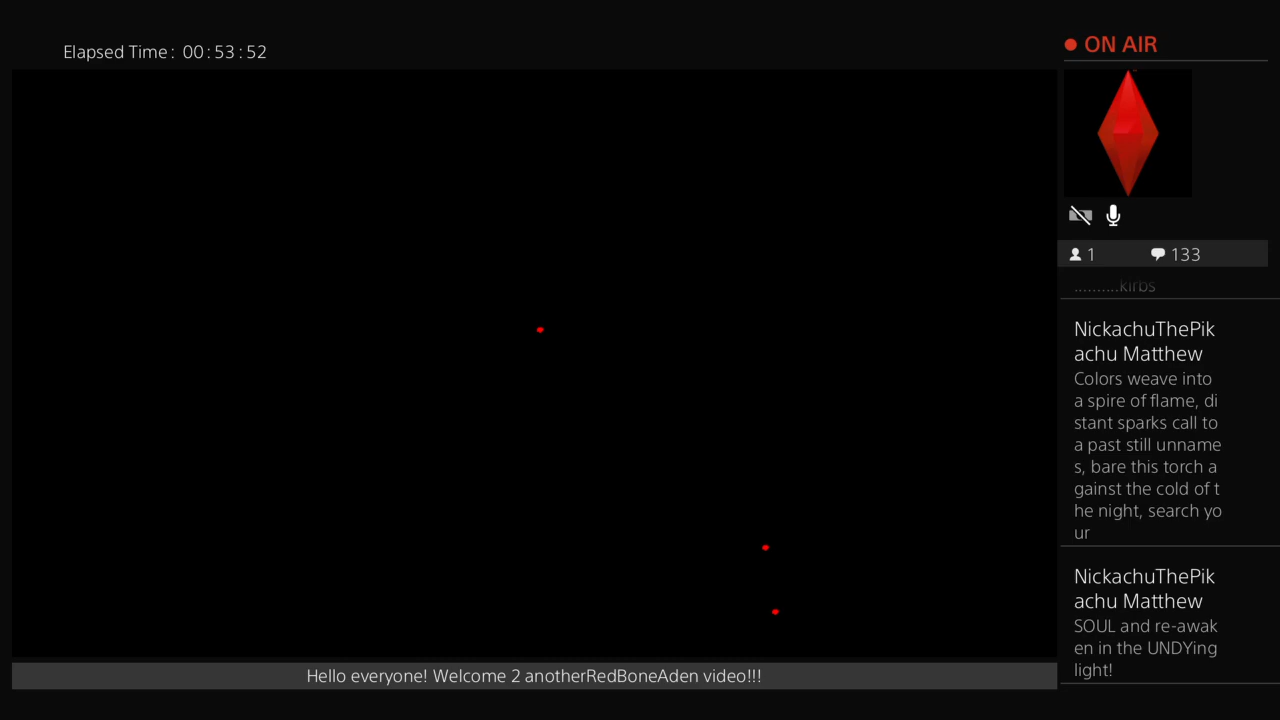 Elapsed Time: 00:53:52
ON AIR
1 133
..........kirbs
NickachuThePik
achu Matthew
Colors weave into
a spire of flame, di
stant sparks call to
a past still unname
s, bare this torch a
gainst the cold of t
he night, search yo
ur
NickachuThePik
achu Matthew
SOUL and re-awak
en in the UNDYing
light!
Hello everyone! Welcome 2 anotherRedBoneAden video!!!